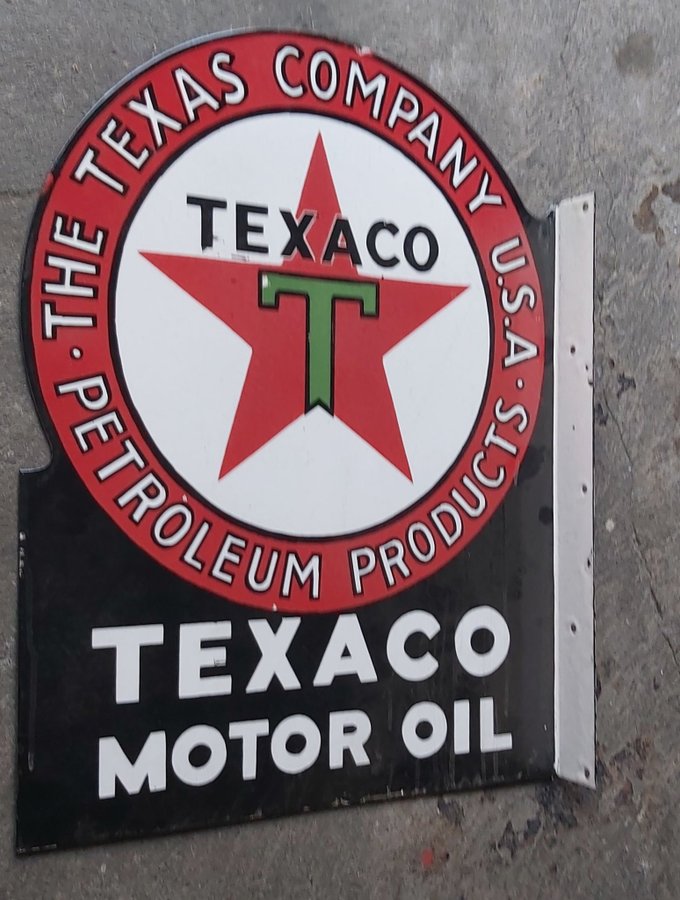 THE TEXAS COMPANY U.S.A.
PETROLEUM PRODUCTS
TEXACO
T
TEXACO
MOTOR OIL